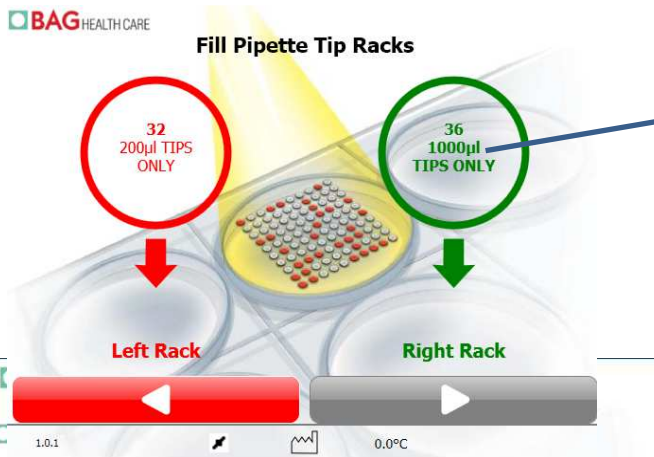 BAG HEALTH CARE
Fill Pipette Tip Racks
32
200µl TIPS
ONLY
36
1000µl
TIPS ONLY
Left Rack
Right Rack
1.0.1
0.0°C